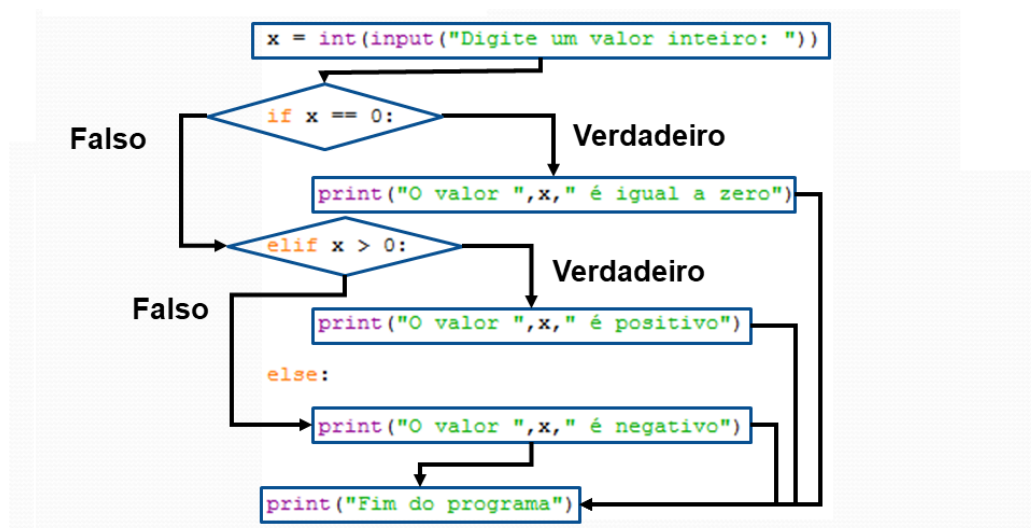 x = int(input("Digite um valor inteiro: "))
if x == 0:
Falso
Verdadeiro
print("O valor ",x," é igual a zero")
elif x > 0:
Verdadeiro
Falso
print("O valor ",x," é positivo")
else:
print("O valor ",x," é negativo")
print("Fim do programa")